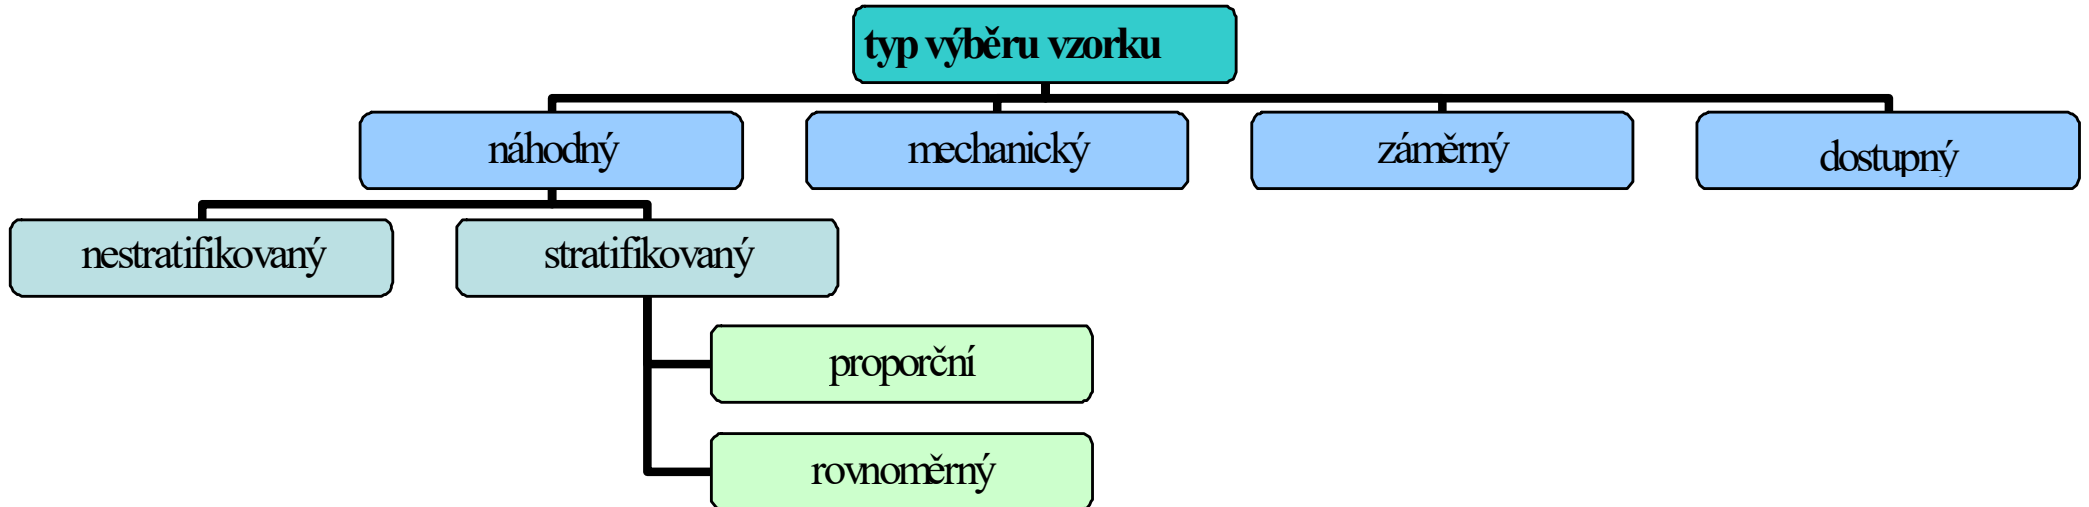 typ výběru vzorku
náhodný
mechanický
záměrný
dostupný
nestratifikovaný
stratifikovaný
proporční
rovnoměrný